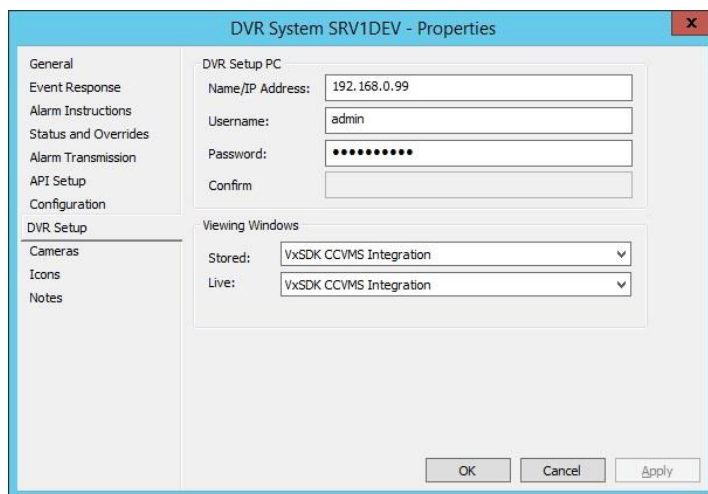 DVR System SRV1DEV - Properties
x
General
Event Response
Alarm Instructions
Status and Overrides
Alarm Transmission
API Setup
Configuration
DVR Setup
Cameras
Icons
Notes
DVR Setup PC
Name/IP Address: 192.168.0.99
Username: admin
Password: ●●●●●●●●●●
Confirm
Viewing Windows
Stored: VxSDK CCVMS Integration
Live: VxSDK CCVMS Integration
OK Cancel Apply